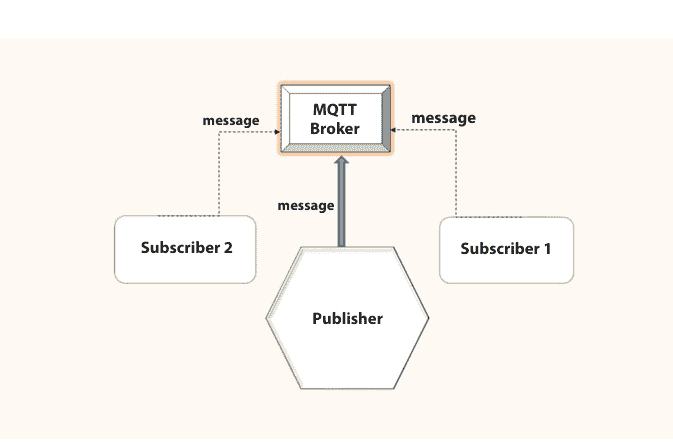 MQTT
Broker
message
message
message
Subscriber 2
Subscriber 1
Publisher